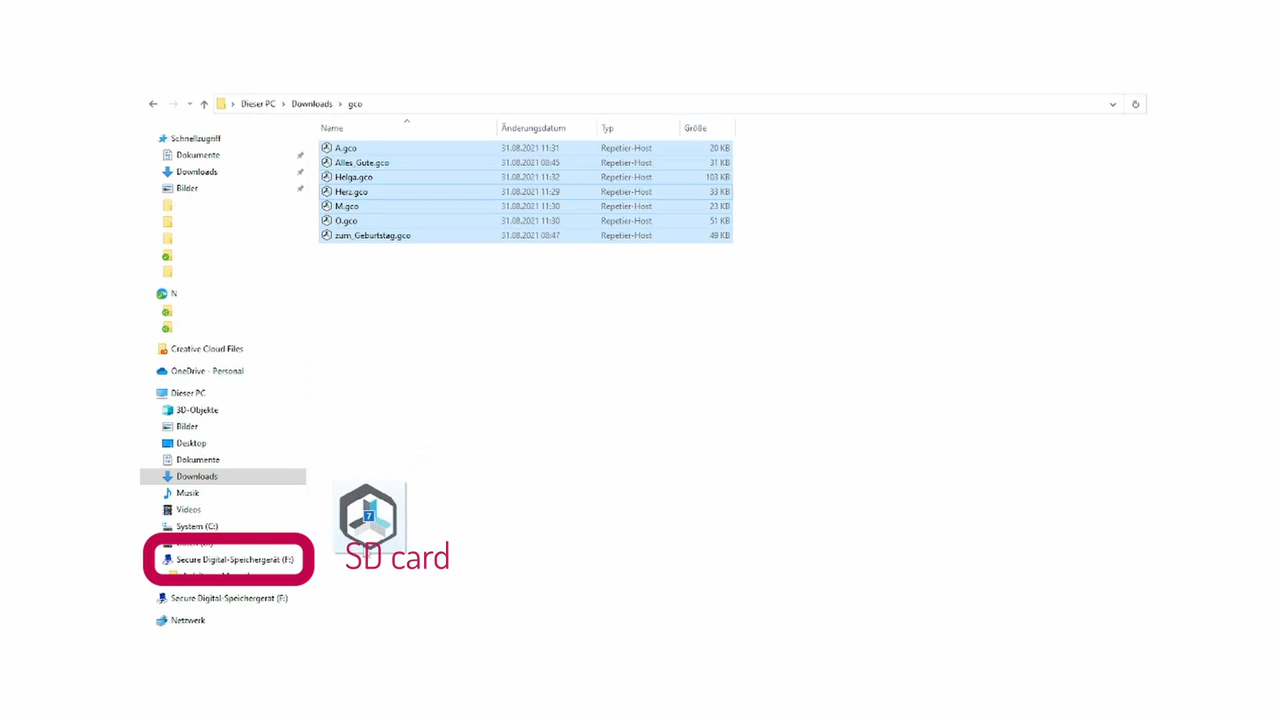 Dieser PC > Downloads > gco
Name Änderungsdatum Typ Größe
Schnellzugriff
Dokumente
Downloads
Bilder
A.gco 31.08.2021 11:31 Repetier-Host 20 KB
Alles_Gute.gco 31.08.2021 08:45 Repetier-Host 31 KB
Helga.gco 31.08.2021 11:32 Repetier-Host 103 KB
Herz.gco 31.08.2021 11:29 Repetier-Host 33 KB
M.gco 31.08.2021 11:30 Repetier-Host 23 KB
O.gco 31.08.2021 11:30 Repetier-Host 51 KB
zum_Geburtstag.gco 31.08.2021 08:47 Repetier-Host 49 KB
N
Creative Cloud Files
OneDrive - Personal
Dieser PC
3D-Objekte
Bilder
Desktop
Dokumente
Downloads
Musik
Videos
System (C:)
Secure Digital-Speichergerät (F:)
Secure Digital-Speichergerät (F:)
Netzwerk
7
SD card